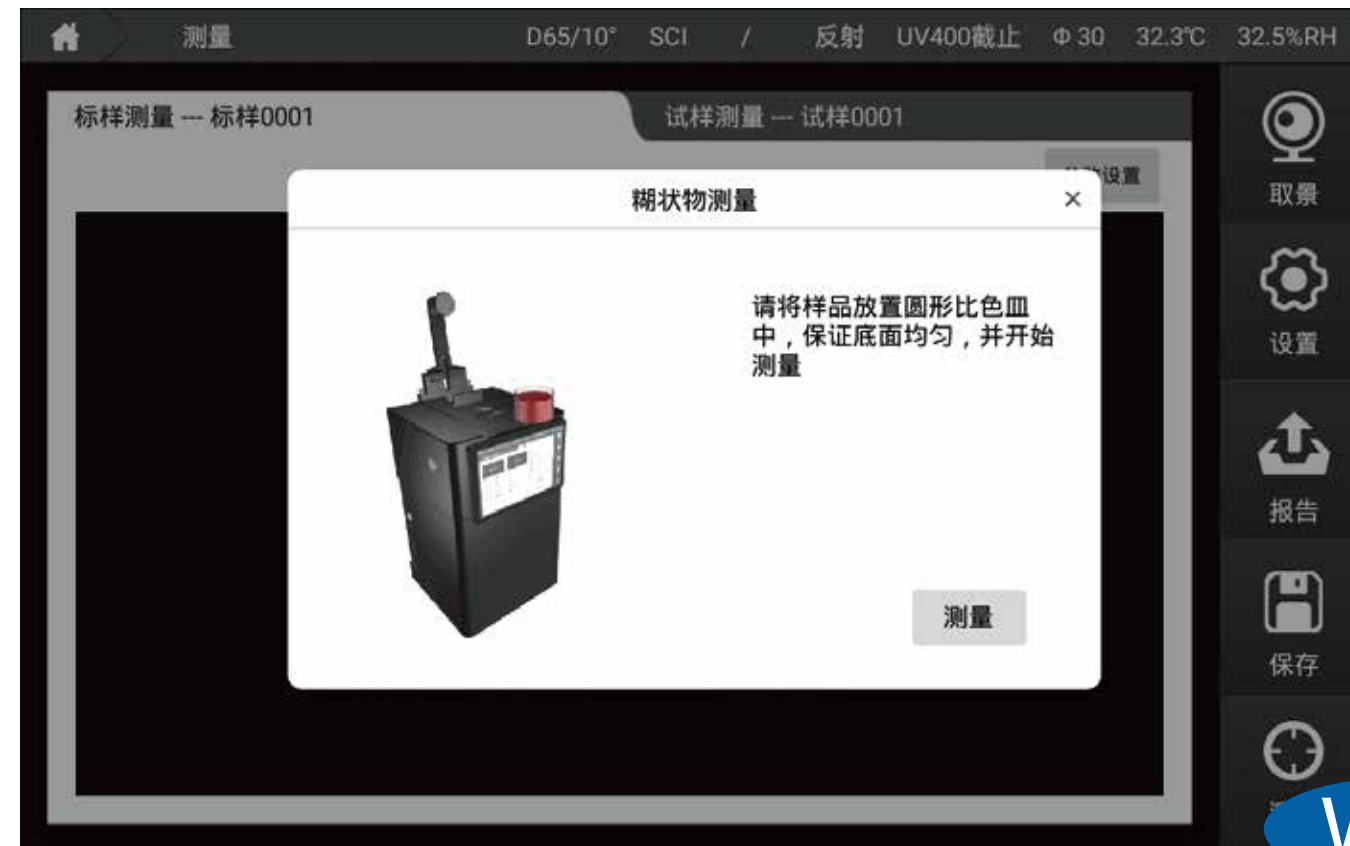 测量 D65/10° SCI / 反射 UV400截止 Φ 30 32.3℃ 32.5%RH
标样测量 --- 标样0001
试样测量 --- 试样0001
设置
糊状物测量 ×
请将样品放置圆形比色皿
中，保证底面均匀，并开始
测量
测量
取景
设置
报告
保存